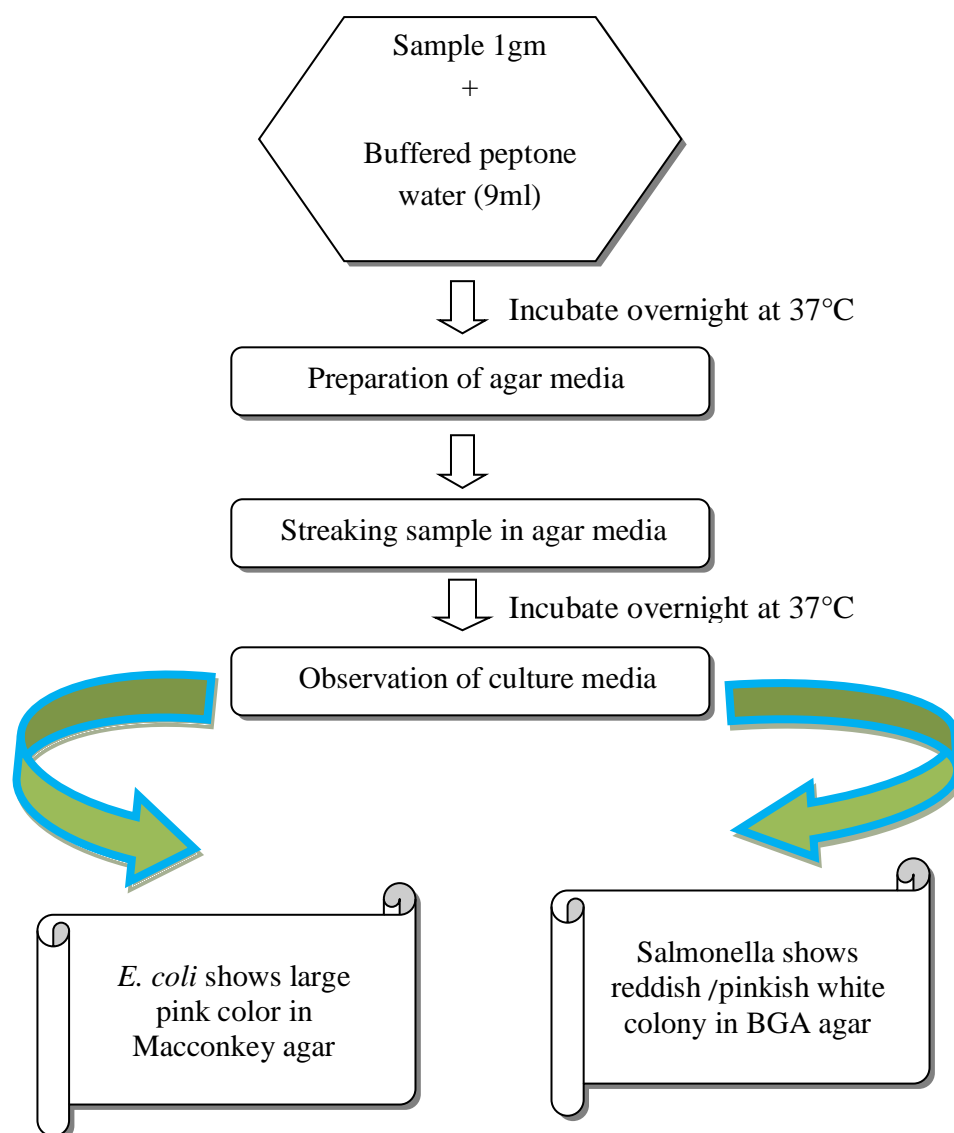 Sample 1gm
+
Buffered peptone
water (9ml)
Incubate overnight at 37°C
Preparation of agar media
Streaking sample in agar media
Incubate overnight at 37°C
Observation of culture media
E. coli shows large
pink color in
Macconkey agar
Salmonella shows
reddish /pinkish white
colony in BGA agar